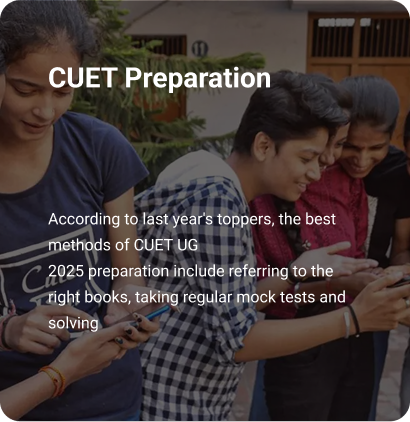 CUET Preparation
According to last year's toppers, the best
methods of CUET UG
2025 preparation include referring to the
right books, taking regular mock tests and
solving